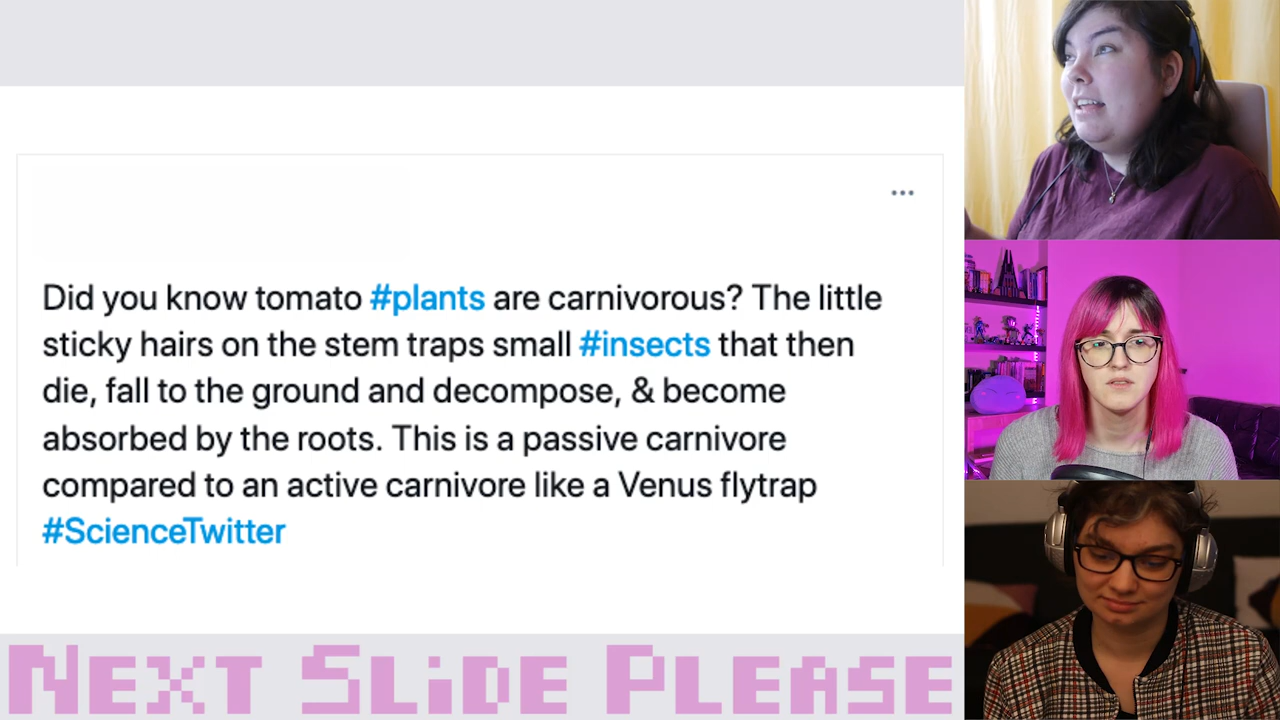 Did you know tomato #plants are carnivorous? The little
sticky hairs on the stem traps small #insects that then
die, fall to the ground and decompose, & become
absorbed by the roots. This is a passive carnivore
compared to an active carnivore like a Venus flytrap
#ScienceTwitter
NEXT SLIDE PLEASE